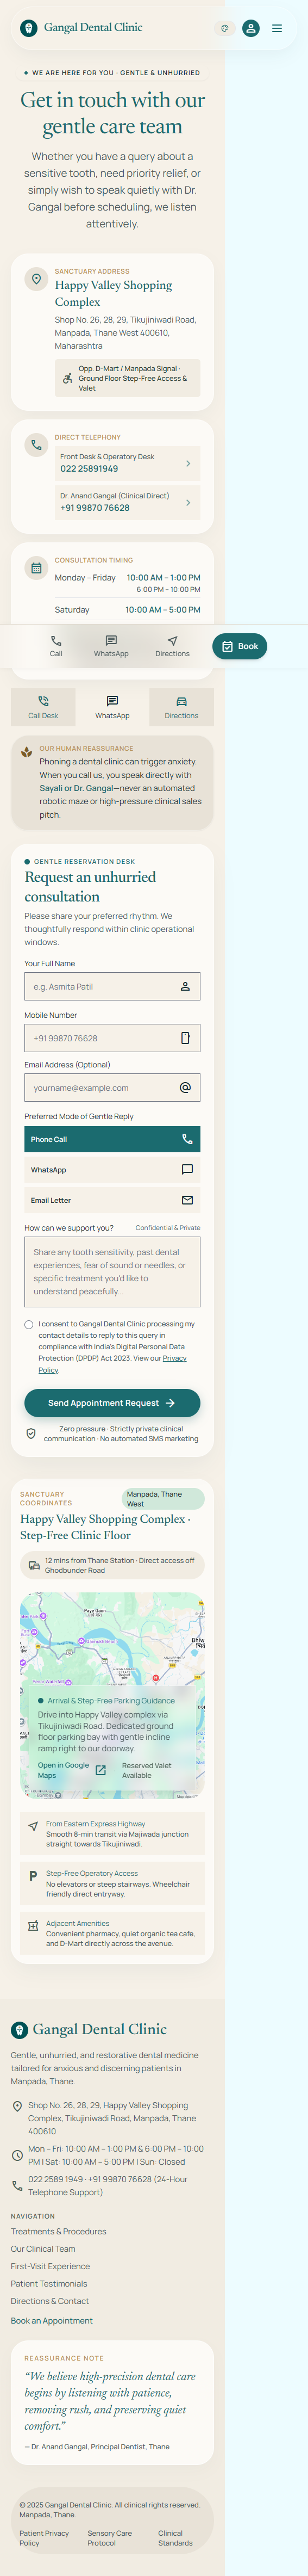 Gangal Dental Clinic
WE ARE HERE FOR YOU · GENTLE & UNHURRIED
Get in touch with our
gentle care team
Whether you have a query about a
sensitive tooth, need priority relief, or
simply wish to speak quietly with Dr.
Gangal before scheduling, we listen
attentively.
SANCTUARY ADDRESS
Happy Valley Shopping
Complex
Shop No. 26, 28, 29, Tikujiniwadi Road,
Manpada, Thane West 400610,
Maharashtra
Opp. D-Mart / Manpada Signal ·
Ground Floor Step-Free Access &
Valet
DIRECT TELEPHONY
Front Desk & Operatory Desk
022 25891949
Dr. Anand Gangal (Clinical Direct)
+91 99870 76628
CONSULTATION TIMING
Monday – Friday 10:00 AM – 1:00 PM
6:00 PM – 10:00 PM
Saturday 10:00 AM – 5:00 PM
Call
WhatsApp
Directions
Book
Call Desk
WhatsApp
Directions
OUR HUMAN REASSURANCE
Phoning a dental clinic can trigger anxiety.
When you call us, you speak directly with
Sayali or Dr. Gangal—never an automated
robotic maze or high-pressure clinical sales
pitch.
GENTLE RESERVATION DESK
Request an unhurried
consultation
Please share your preferred rhythm. We
thoughtfully respond within clinic operational
windows.
Your Full Name
e.g. Asmita Patil
Mobile Number
+91 99870 76628
Email Address (Optional)
yourname@example.com
Preferred Mode of Gentle Reply
Phone Call
WhatsApp
Email Letter
How can we support you? Confidential & Private
Share any tooth sensitivity, past dental
experiences, fear of sound or needles, or
specific treatment you'd like to
understand peacefully...
I consent to Gangal Dental Clinic processing my
contact details to reply to this query in
compliance with India's Digital Personal Data
Protection (DPDP) Act 2023. View our Privacy
Policy.
Send Appointment Request
Zero pressure · Strictly private clinical
communication · No automated SMS marketing
SANCTUARY
COORDINATES
Manpada, Thane
West
Happy Valley Shopping Complex ·
Step-Free Clinic Floor
12 mins from Thane Station · Direct access off
Ghodbunder Road
Arrival & Step-Free Parking Guidance
Drive into Happy Valley complex via
Tikujiniwadi Road. Dedicated ground
floor parking bay with gentle incline
ramp right to our doorway.
Open in Google
Maps
Reserved Valet
Available
From Eastern Express Highway
Smooth 8-min transit via Majiwada junction
straight towards Tikujiniwadi.
Step-Free Operatory Access
No elevators or steep stairways. Wheelchair
friendly direct entryway.
Adjacent Amenities
Convenient pharmacy, quiet organic tea cafe,
and D-Mart directly across the avenue.
Gangal Dental Clinic
Gentle, unhurried, and restorative dental medicine
tailored for anxious and discerning patients in
Manpada, Thane.
Shop No. 26, 28, 29, Happy Valley Shopping
Complex, Tikujiniwadi Road, Manpada, Thane
400610
Mon – Fri: 10:00 AM – 1:00 PM & 6:00 PM – 10:00
PM | Sat: 10:00 AM – 5:00 PM | Sun: Closed
022 2589 1949 · +91 99870 76628 (24-Hour
Telephone Support)
NAVIGATION
Treatments & Procedures
Our Clinical Team
First-Visit Experience
Patient Testimonials
Directions & Contact
Book an Appointment
REASSURANCE NOTE
“We believe high-precision dental care
begins by listening with patience,
removing rush, and preserving quiet
comfort.”
— Dr. Anand Gangal, Principal Dentist, Thane
© 2025 Gangal Dental Clinic. All clinical rights reserved.
Manpada, Thane.
Patient Privacy
Policy
Sensory Care
Protocol
Clinical
Standards